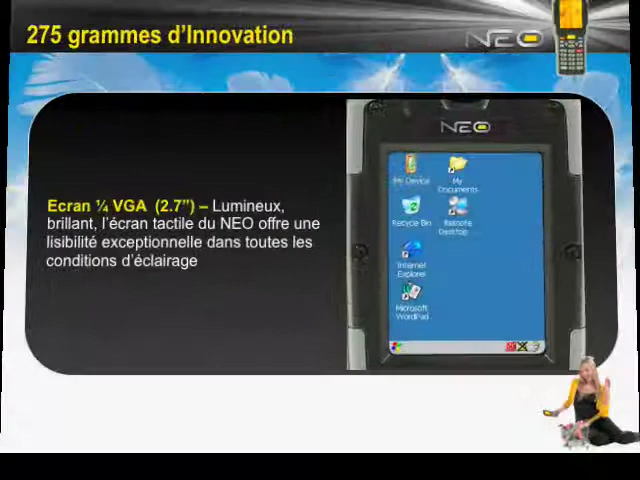 275 grammes d’Innovation
NEO
NEO
Ecran ¼ VGA (2.7”) – Lumineux,
brillant, l’écran tactile du NEO offre une
lisibilité exceptionnelle dans toutes les
conditions d’éclairage
My Device
My
Documents
Recycle Bin
Remote
Desktop...
Internet
Explorer
Microsoft
WordPad